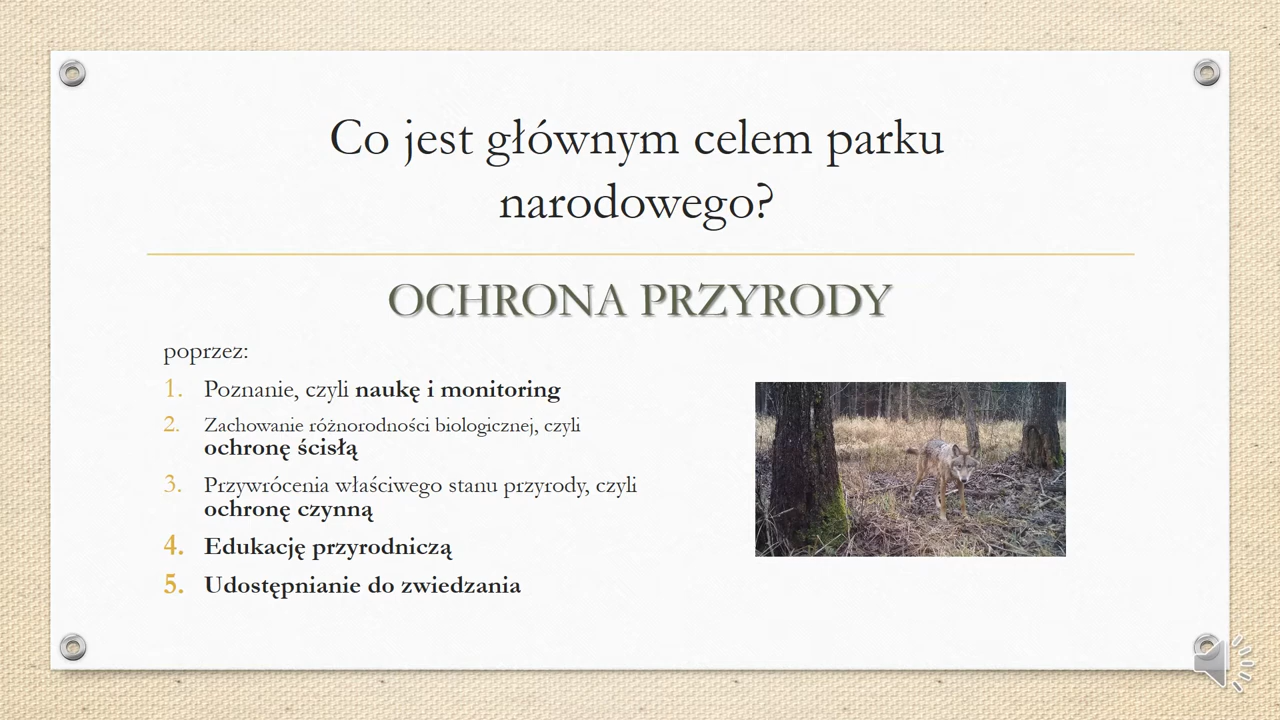 Co jest głównym celem parku
narodowego?
OCHRONA PRZYRODY
poprzez:
1. Poznanie, czyli naukę i monitoring
2. Zachowanie różnorodności biologicznej, czyli
ochronę ścisłą
3. Przywrócenia właściwego stanu przyrody, czyli
ochronę czynną
4. Edukację przyrodniczą
5. Udostępnianie do zwiedzania